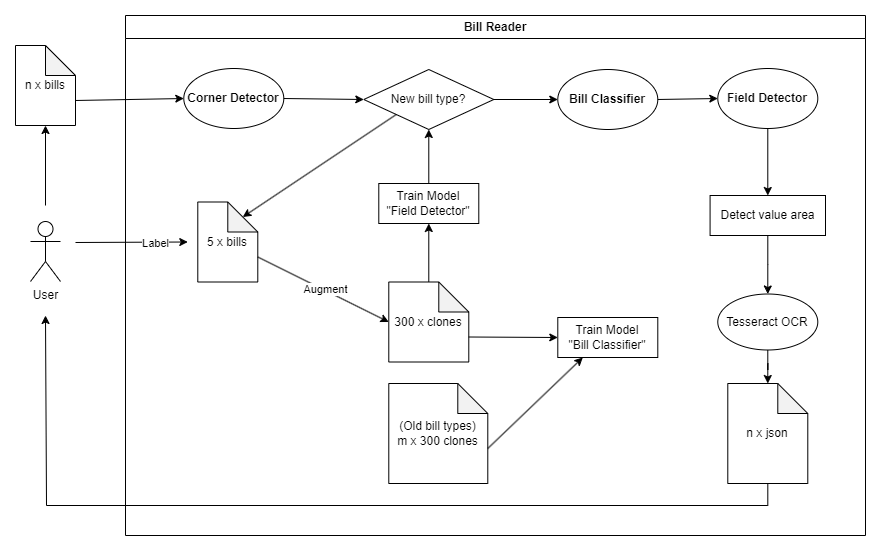 Bill Reader
n x bills
Corner Detector
New bill type?
Bill Classifier
Field Detector
Train Model
"Field Detector"
Detect value area
5 x bills
Label
User
Augment
300 x clones
Train Model
"Bill Classifier"
Tesseract OCR
(Old bill types)
m x 300 clones
n x json